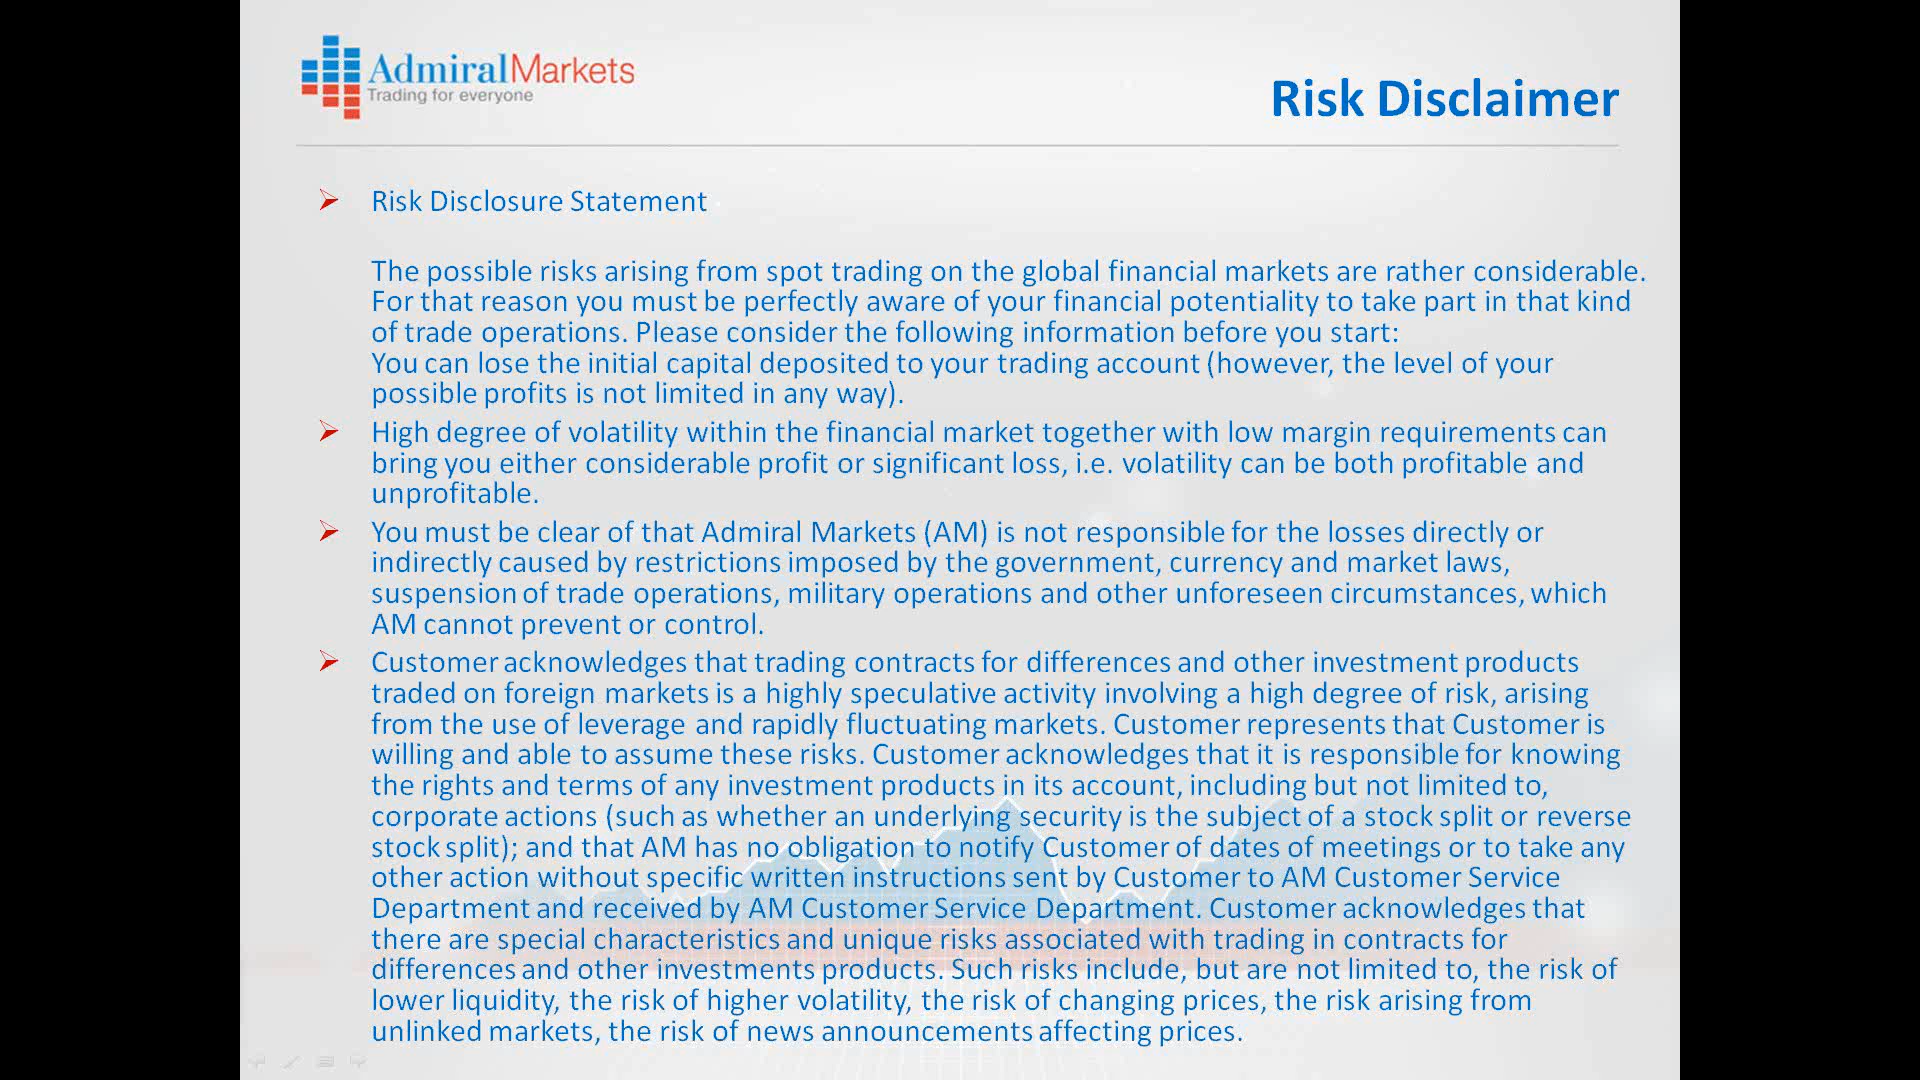 AdmiralMarkets
Trading for everyone
Risk Disclaimer
Risk Disclosure Statement
The possible risks arising from spot trading on the global financial markets are rather considerable.
For that reason you must be perfectly aware of your financial potentiality to take part in that kind
of trade operations. Please consider the following information before you start:
You can lose the initial capital deposited to your trading account (however, the level of your
possible profits is not limited in any way).
High degree of volatility within the financial market together with low margin requirements can
bring you either considerable profit or significant loss, i.e. volatility can be both profitable and
unprofitable.
You must be clear of that Admiral Markets (AM) is not responsible for the losses directly or
indirectly caused by restrictions imposed by the government, currency and market laws,
suspension of trade operations, military operations and other unforeseen circumstances, which
AM cannot prevent or control.
Customer acknowledges that trading contracts for differences and other investment products
traded on foreign markets is a highly speculative activity involving a high degree of risk, arising
from the use of leverage and rapidly fluctuating markets. Customer represents that Customer is
willing and able to assume these risks. Customer acknowledges that it is responsible for knowing
the rights and terms of any investment products in its account, including but not limited to,
corporate actions (such as whether an underlying security is the subject of a stock split or reverse
stock split); and that AM has no obligation to notify Customer of dates of meetings or to take any
other action without specific written instructions sent by Customer to AM Customer Service
Department and received by AM Customer Service Department. Customer acknowledges that
there are special characteristics and unique risks associated with trading in contracts for
differences and other investments products. Such risks include, but are not limited to, the risk of
lower liquidity, the risk of higher volatility, the risk of changing prices, the risk arising from
unlinked markets, the risk of news announcements affecting prices.